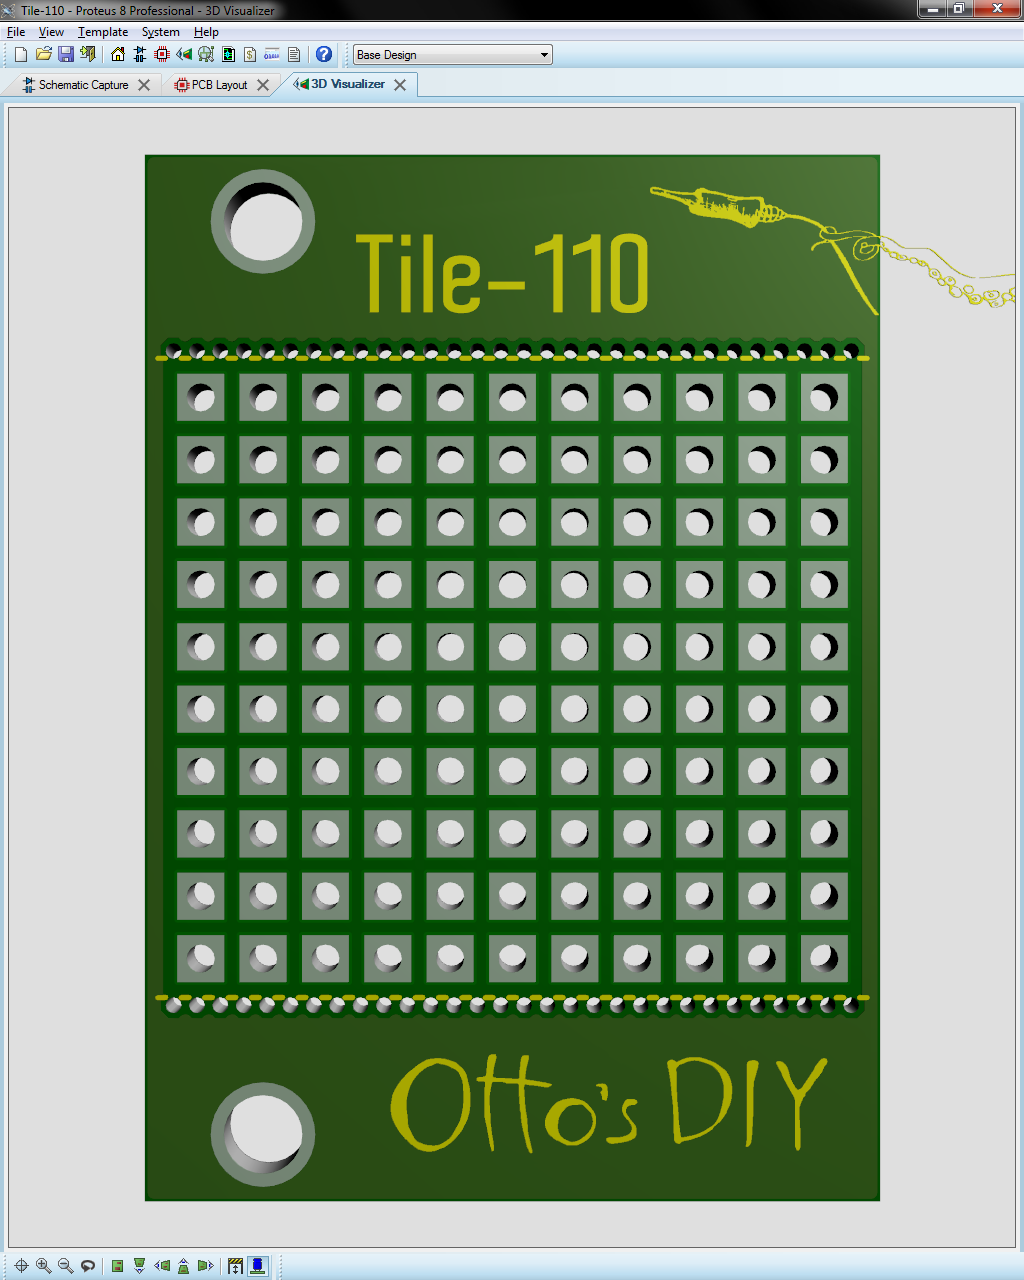 Tile-110 - Proteus 8 Professional - 3D Visualizer
File View Template System Help
Base Design
Schematic Capture PCB Layout 3D Visualizer
Tile-110
Otto's DIY